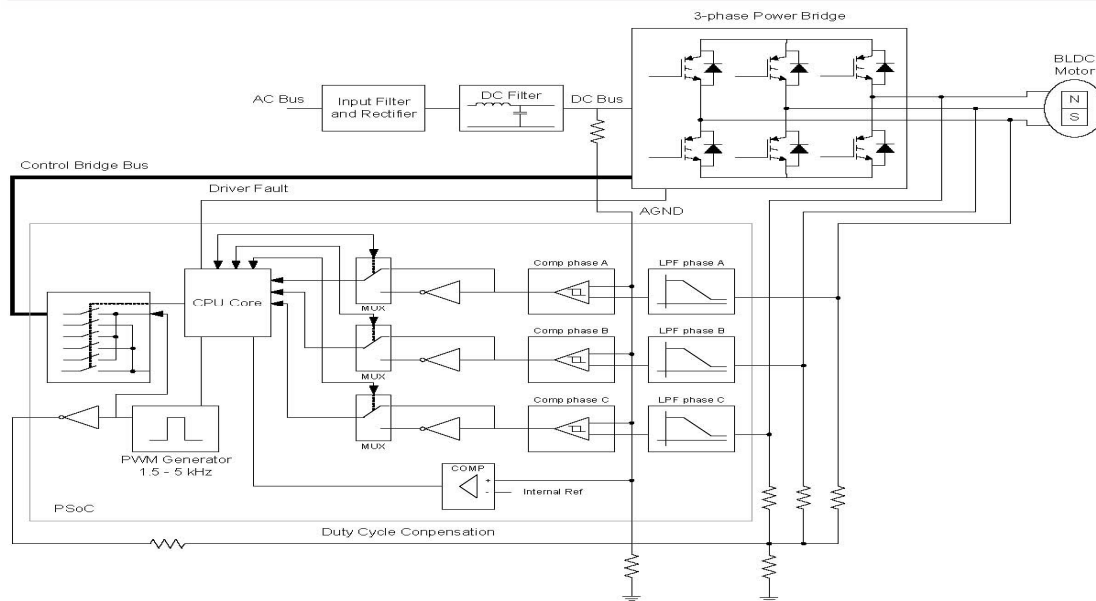 3-phase Power Bridge
BLDC
Motor
N
S
AC Bus
Input Filter
and Rectifier
DC Filter
DC Bus
Control Bridge Bus
Driver Fault
AGND
CPU Core
MUX
Comp phase A
LPF phase A
MUX
Comp phase B
LPF phase B
MUX
Comp phase C
LPF phase C
PWM Generator
1.5 - 5 kHz
COMP
+
-
Internal Ref
PSoC
Duty Cycle Conpensation